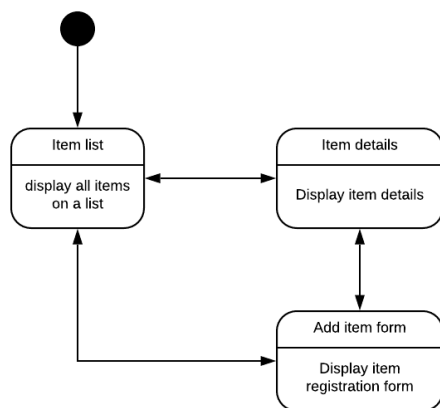 Item list
display all items
on a list
Item details
Display item details
Add item form
Display item
registration form